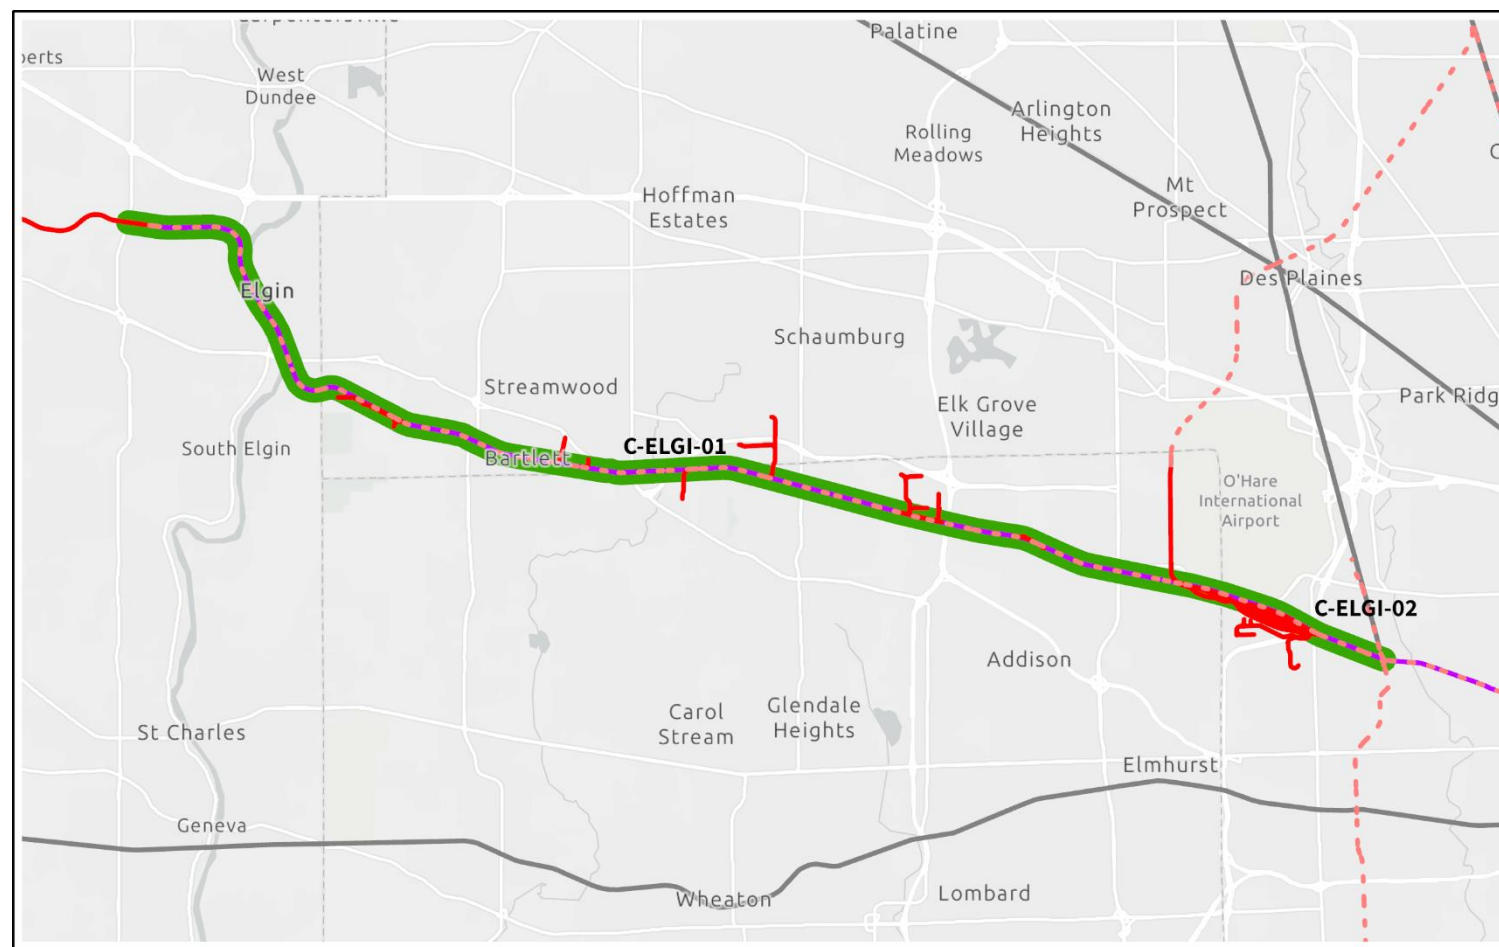 Palatine
West
Dundee
Arlington
Heights
Rolling
Meadows
Mt
Prospect
Hoffman
Estates
Des Plaines
Elgin
Schaumburg
Streamwood
Park Ridg
Elk Grove
Village
South Elgin
C-ELGI-01
Bartlett
O'Hare
International
Airport
C-ELGI-02
Addison
Carol
Stream
Glendale
Heights
St Charles
Elmhurst
Geneva
Wheaton
Lombard